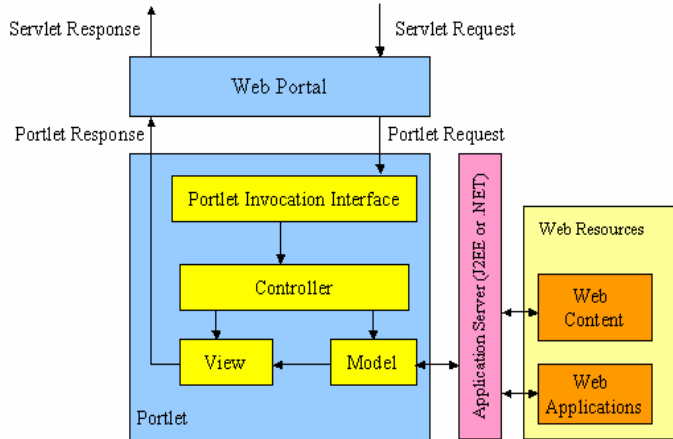 Servlet Response
Servlet Request
Web Portal
Portlet Response
Portlet Request
Portlet Invocation Interface
Controller
View
Model
Portlet
Application Server (J2EE or .NET)
Web Resources
Web
Content
Web
Applications